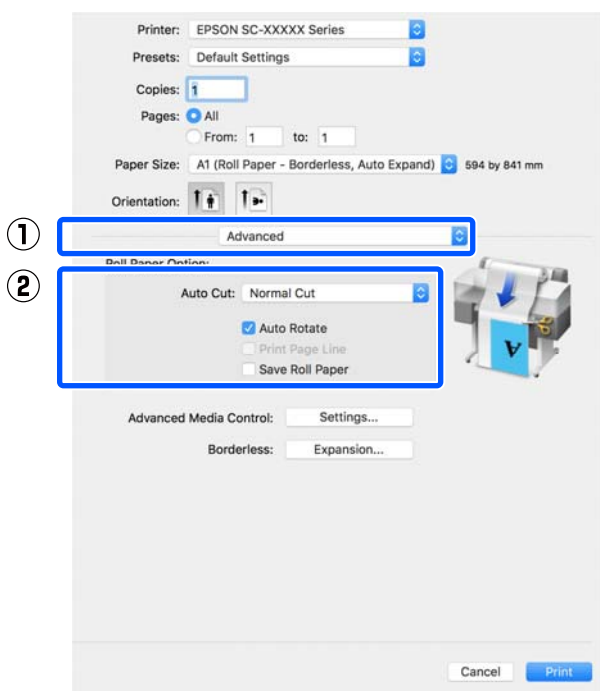 Printer: EPSON SC-XXXXX Series
Presets: Default Settings
Copies: 1
Pages: All
From: 1 to: 1
Paper Size: A1 (Roll Paper - Borderless, Auto Expand) 594 by 841 mm
Orientation:
① Advanced
Roll Paper Option:
②
Auto Cut: Normal Cut
Auto Rotate
Print Page Line
Save Roll Paper
A
Advanced Media Control: Settings...
Borderless: Expansion...
Cancel Print